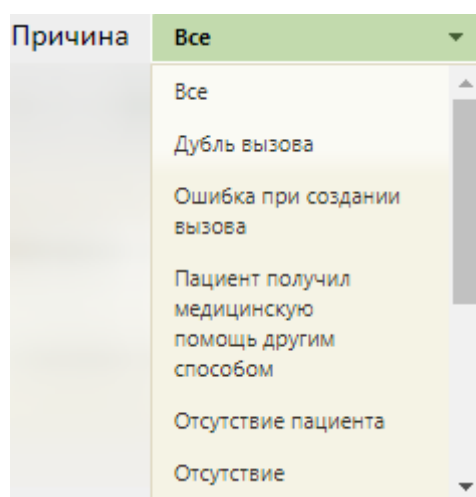 Причина Все
Все
Дубль вызова
Ошибка при создании
вызова
Пациент получил
медицинскую
помощь другим
способом
Отсутствие пациента
Отсутствие